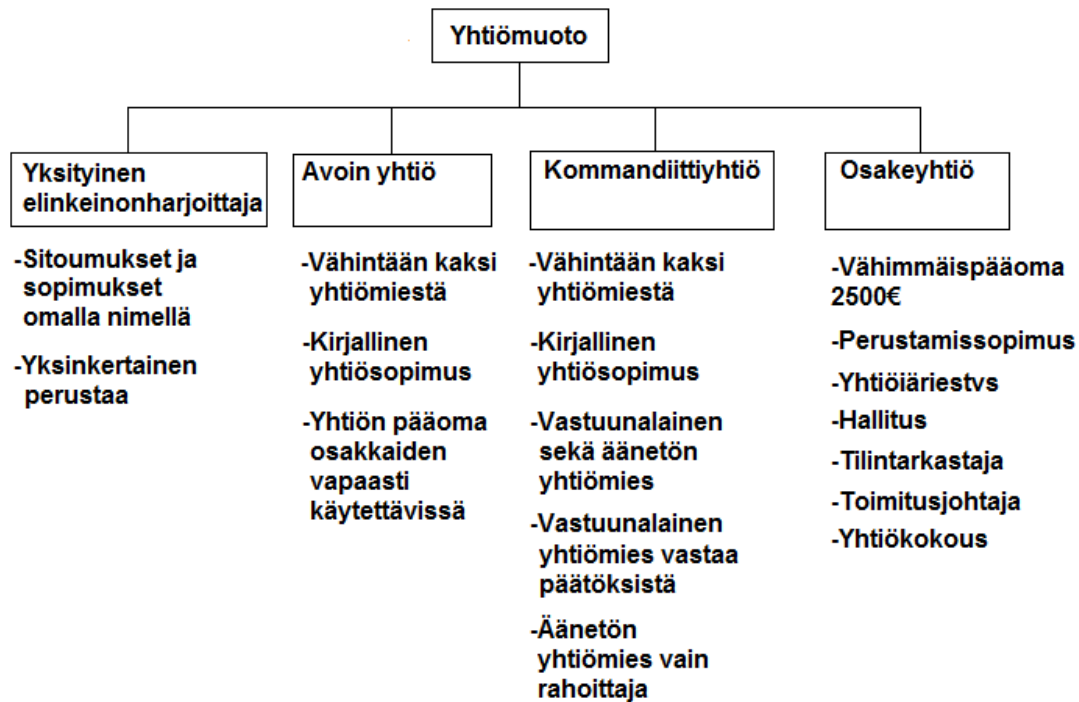 Yhtiömuoto
Yksityinen
elinkeinonharjoittaja
-Sitoumukset ja
sopimukset
omalla nimellä
-Yksinkertainen
perustaa
Avoin yhtiö
-Vähintään kaksi
yhtiömiestä
-Kirjallinen
yhtiösopimus
-Yhtiön pääoma
osakkaiden
vapaasti
käytettävissä
Kommandiittiyhtiö
-Vähintään kaksi
yhtiömiestä
-Kirjallinen
yhtiösopimus
-Vastuunalainen
sekä äänetön
yhtiömies
-Vastuunalainen
yhtiömies vastaa
päätöksistä
-Äänetön
yhtiömies vain
rahoittaja
Osakeyhtiö
-Vähimmäispääoma
2500€
-Perustamissopimus
-Yhtiöiäriestvs
-Hallitus
-Tilintarkastaja
-Toimitusjohtaja
-Yhtiökokous